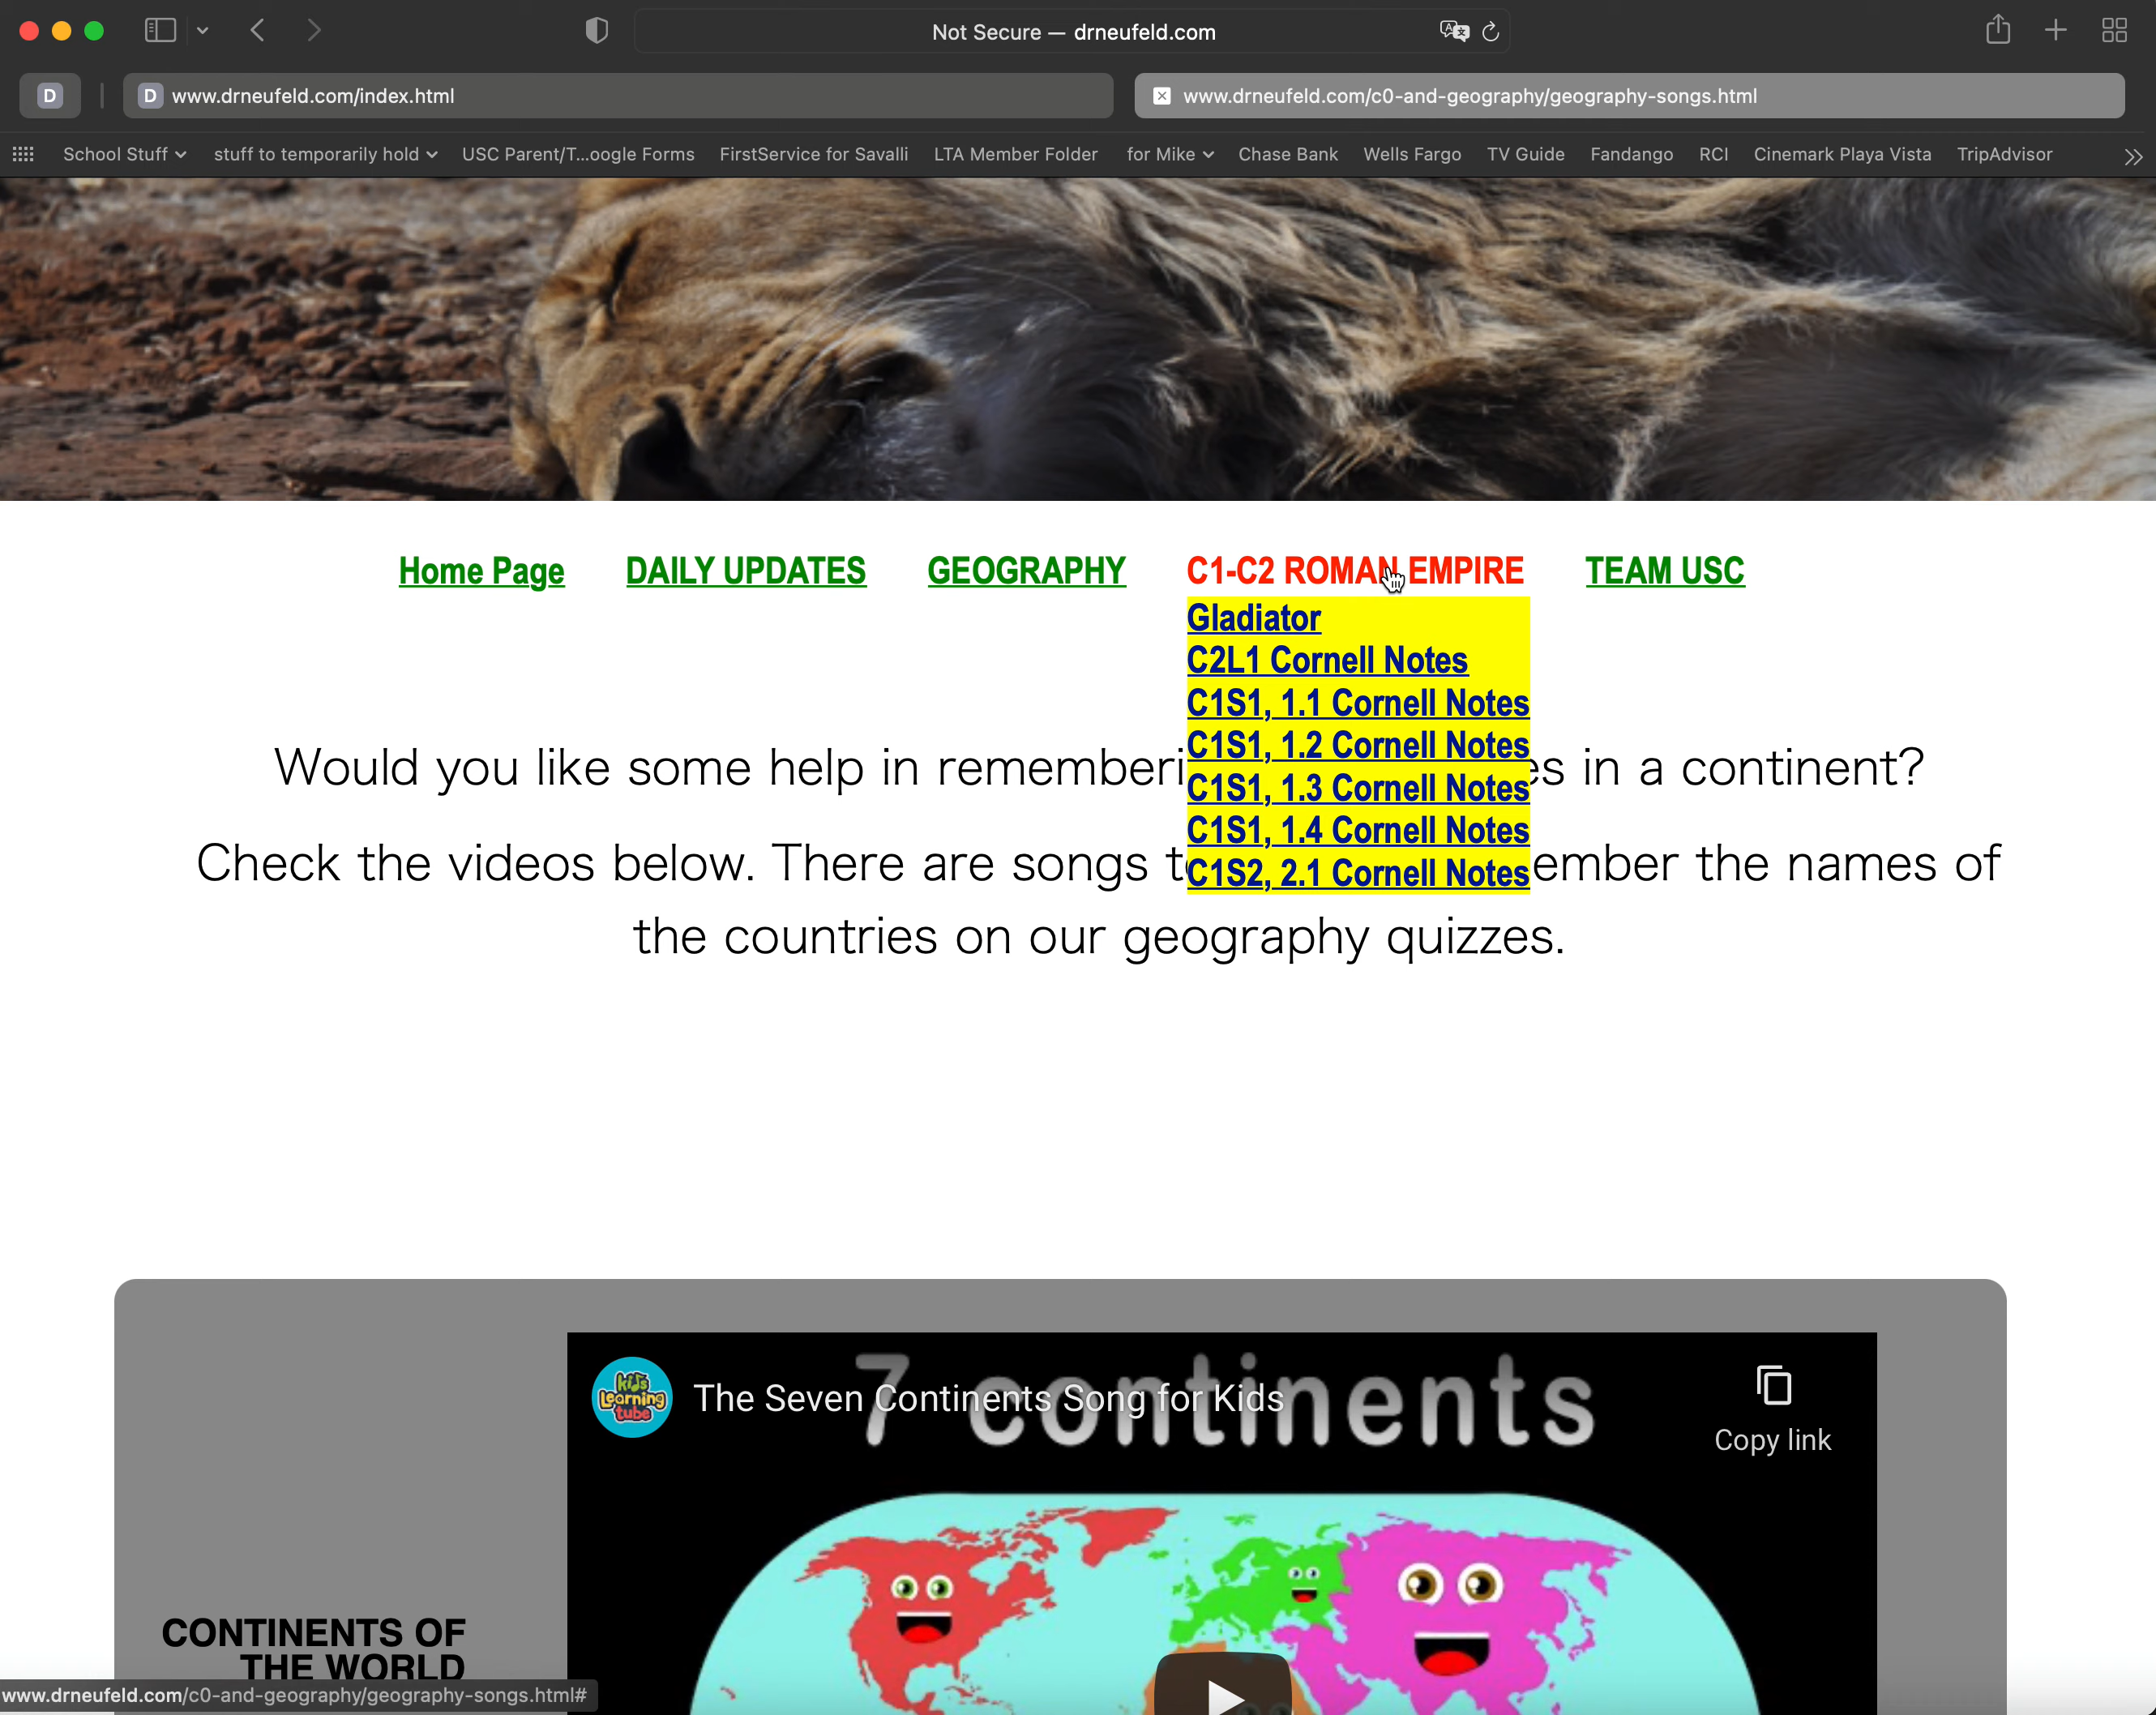 Not Secure — drneufeld.com
D
D www.drneufeld.com/index.html
www.drneufeld.com/c0-and-geography/geography-songs.html
School Stuff
stuff to temporarily hold
USC Parent/T...oogle Forms
FirstService for Savalli
LTA Member Folder
for Mike
Chase Bank
Wells Fargo
TV Guide
Fandango
RCI
Cinemark Playa Vista
TripAdvisor
Home Page
DAILY UPDATES
GEOGRAPHY
C1-C2 ROMAN EMPIRE
TEAM USC
Gladiator
C2L1 Cornell Notes
C1S1, 1.1 Cornell Notes
C1S1, 1.2 Cornell Notes
C1S1, 1.3 Cornell Notes
C1S1, 1.4 Cornell Notes
C1S2, 2.1 Cornell Notes
Would you like some help in in a continent?
Check the videos below. There are songs the names of
the countries on our geography quizzes.
7 continents
kids Learning tube
The Seven Continents Song for Kids
Copy link
CONTINENTS OF
THE WORLD
www.drneufeld.com/c0-and-geography/geography-songs.html#